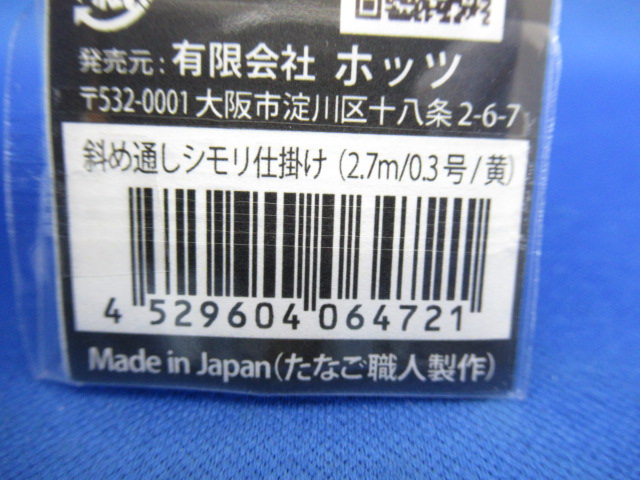 発売元:有限会社 ホッツ
〒532-0001 大阪市淀川区十八条 2-6-7
斜め通しシモリ仕掛け (2.7m/0.3号/黄)
4 529604 064721
Made in Japan(たなご職人製作)